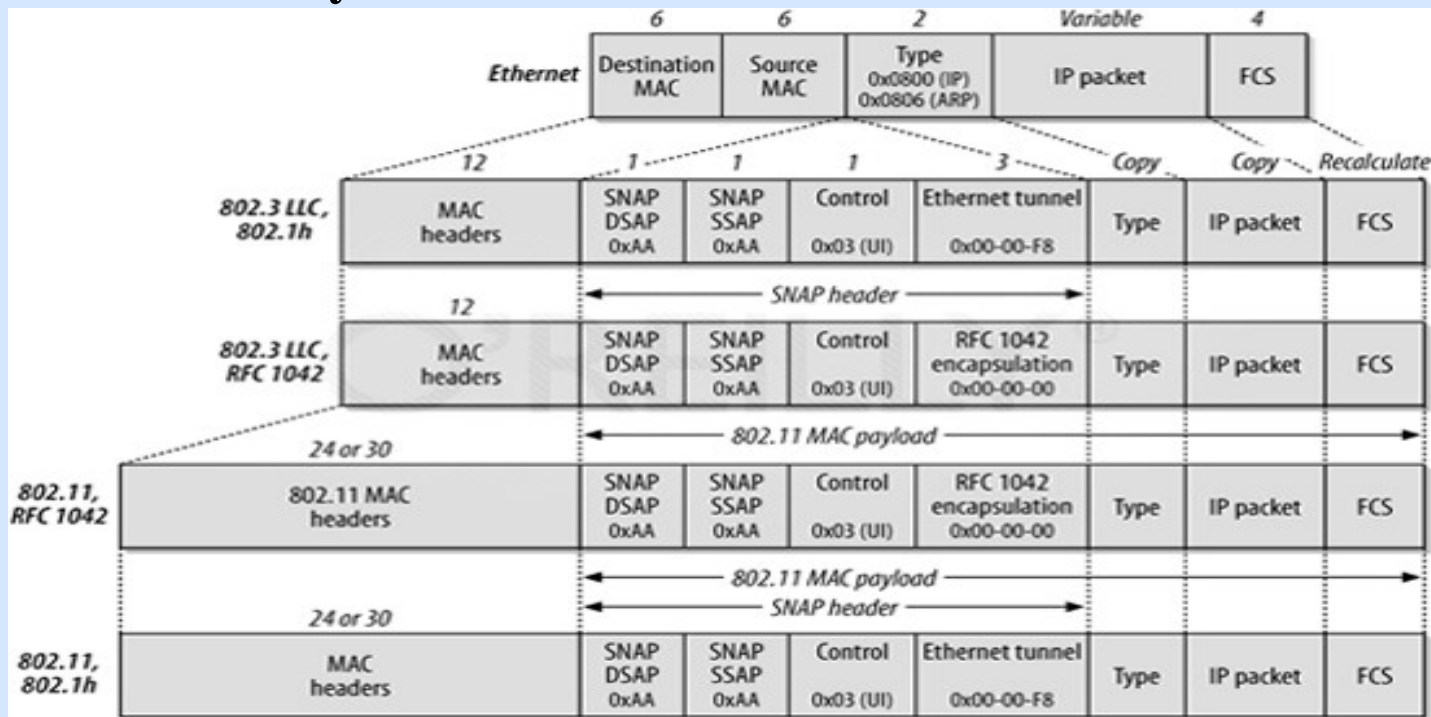 6 6 2 Variable 4
Ethernet
Destination
MAC
Source
MAC
Type
0x0800 (IP)
0x0806 (ARP)
IP packet
FCS
12 1 1 1 3 Copy Copy Recalculate
802.3 LLC,
802.1h
MAC
headers
SNAP
DSAP
0xAA
SNAP
SSAP
0xAA
Control
0x03 (UI)
Ethernet tunnel
0x00-00-F8
Type
IP packet
FCS
SNAP header
12
802.3 LLC,
RFC 1042
MAC
headers
SNAP
DSAP
0xAA
SNAP
SSAP
0xAA
Control
0x03 (UI)
RFC 1042
encapsulation
0x00-00-00
Type
IP packet
FCS
802.11 MAC payload
24 or 30
802.11,
RFC 1042
802.11 MAC
headers
SNAP
DSAP
0xAA
SNAP
SSAP
0xAA
Control
0x03 (UI)
RFC 1042
encapsulation
0x00-00-00
Type
IP packet
FCS
802.11 MAC payload
SNAP header
24 or 30
802.11,
802.1h
MAC
headers
SNAP
DSAP
0xAA
SNAP
SSAP
0xAA
Control
0x03 (UI)
Ethernet tunnel
0x00-00-F8
Type
IP packet
FCS